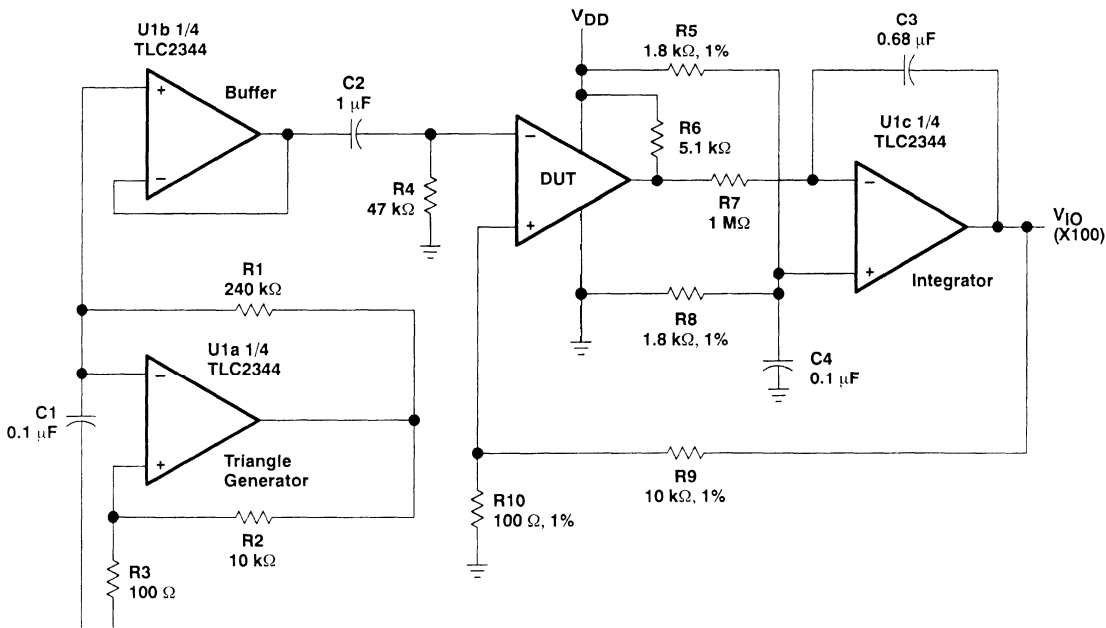 U1b 1/4
TLC2344
Buffer
+
−
C2
1 µF
R4
47 kΩ
R1
240 kΩ
U1a 1/4
TLC2344
−
+
C1
0.1 µF
Triangle
Generator
R2
10 kΩ
R3
100 Ω
VDD
R5
1.8 kΩ, 1%
R6
5.1 kΩ
−
DUT
+
R7
1 MΩ
R8
1.8 kΩ, 1%
C3
0.68 µF
U1c 1/4
TLC2344
−
+
Integrator
VIO
(X100)
C4
0.1 µF
R9
10 kΩ, 1%
R10
100 Ω, 1%